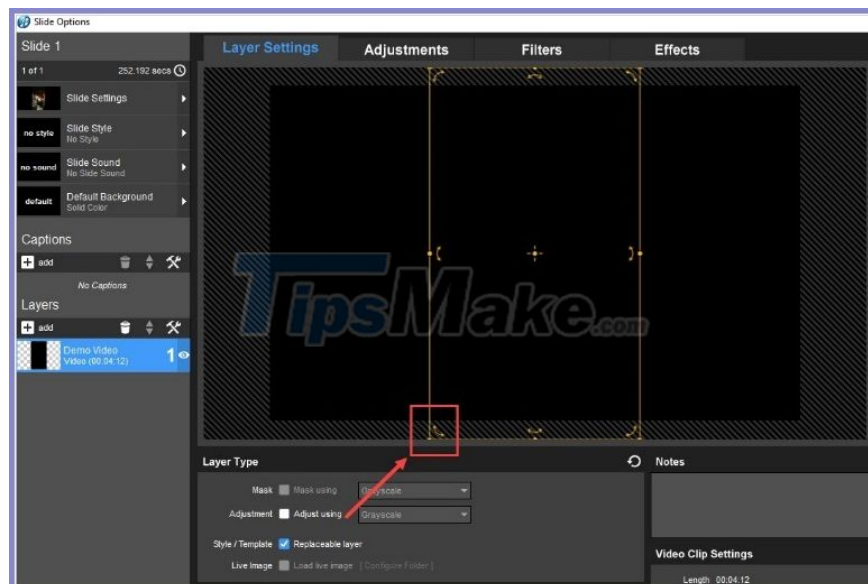 Slide Options
Slide 1
Layer Settings
Adjustments
Filters
Effects
1 of 1
252.192 secs
Slide Settings
no style
Slide Style
No Style
no sound
Slide Sound
No Slide Sound
default
Default Background
Solid Color
Captions
add
No Captions
Layers
add
Demo Video
Video (00:04:12)
1
TipsMake.com
Layer Type
Notes
Mask
Mask using
Grayscale
Adjustment
Adjust using
Grayscale
Style / Template
Replaceable layer
Live Image
Load live image
[ Configure Folder ]
Video Clip Settings
Length
00:04:12